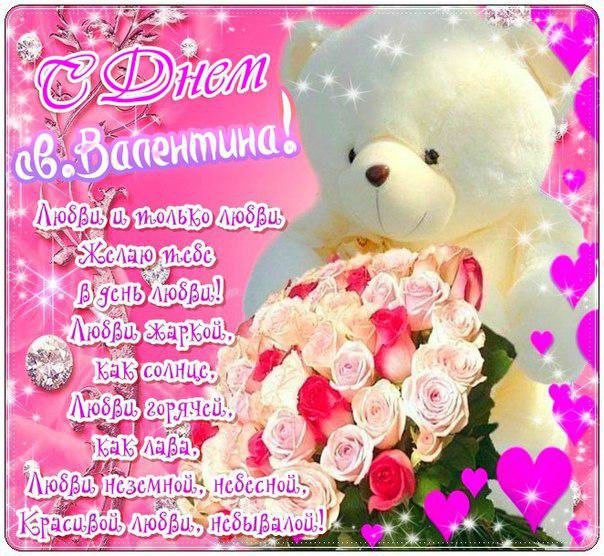 С Днем
св. Валентина!
Любви и только любви
Желаю тебе
В день любви!
Любви жаркой,
как солнце,
Любви горячей,
как лава,
Любви неземной, небесной,
Красивой любви, небывалой!